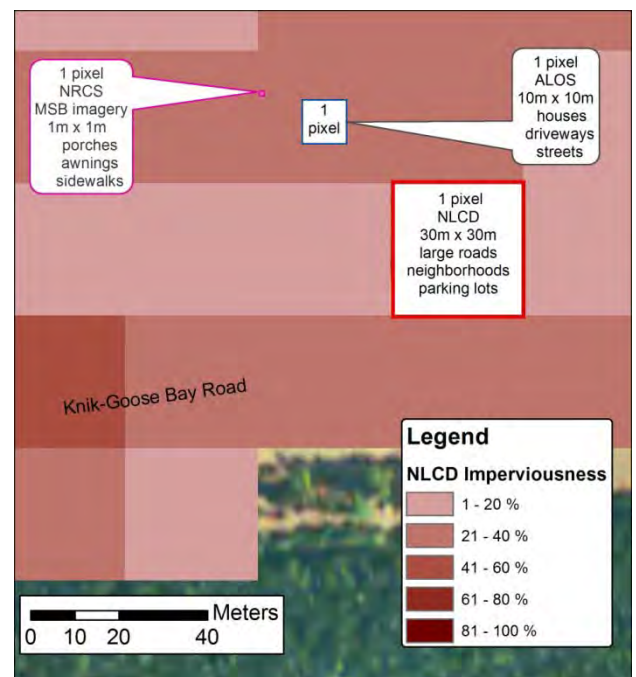 1 pixel
NRCS
MSB imagery
1m x 1m
porches
awnings
sidewalks
1
pixel
1 pixel
ALOS
10m x 10m
houses
driveways
streets
1 pixel
NLCD
30m x 30m
large roads
neighborhoods
parking lots
Knik-Goose Bay Road
Legend
NLCD Imperviousness
1 - 20 %
21 - 40 %
41 - 60 %
61 - 80 %
81 - 100 %
Meters
0 10 20 40